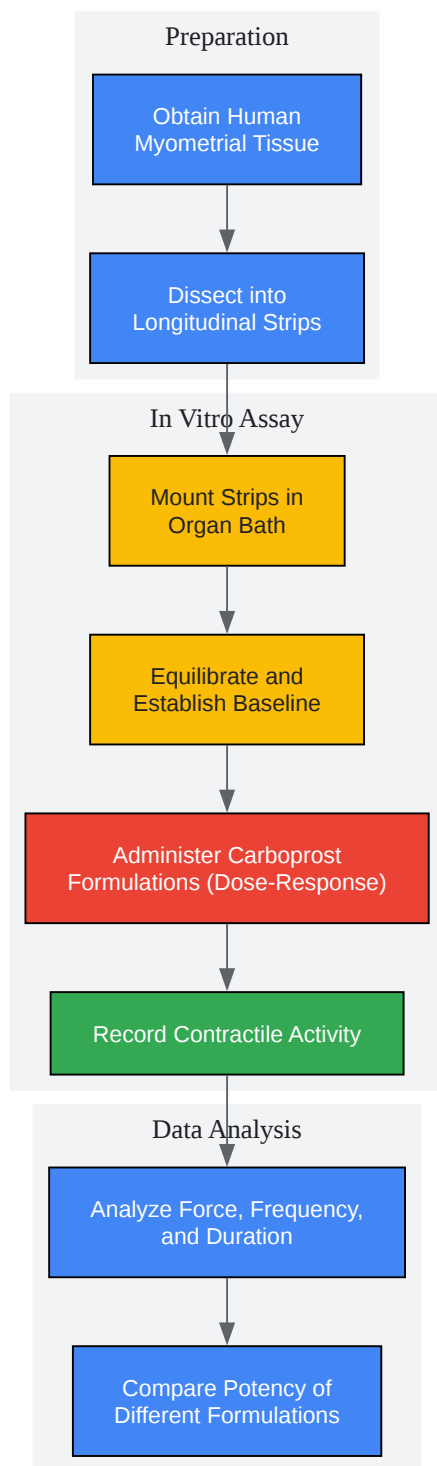 Preparation
Obtain Human
Myometrial Tissue
Dissect into
Longitudinal Strips
In Vitro Assay
Mount Strips in
Organ Bath
Equilibrate and
Establish Baseline
Administer Carboprost
Formulations (Dose-Response)
Record Contractile Activity
Data Analysis
Analyze Force, Frequency,
and Duration
Compare Potency of
Different Formulations